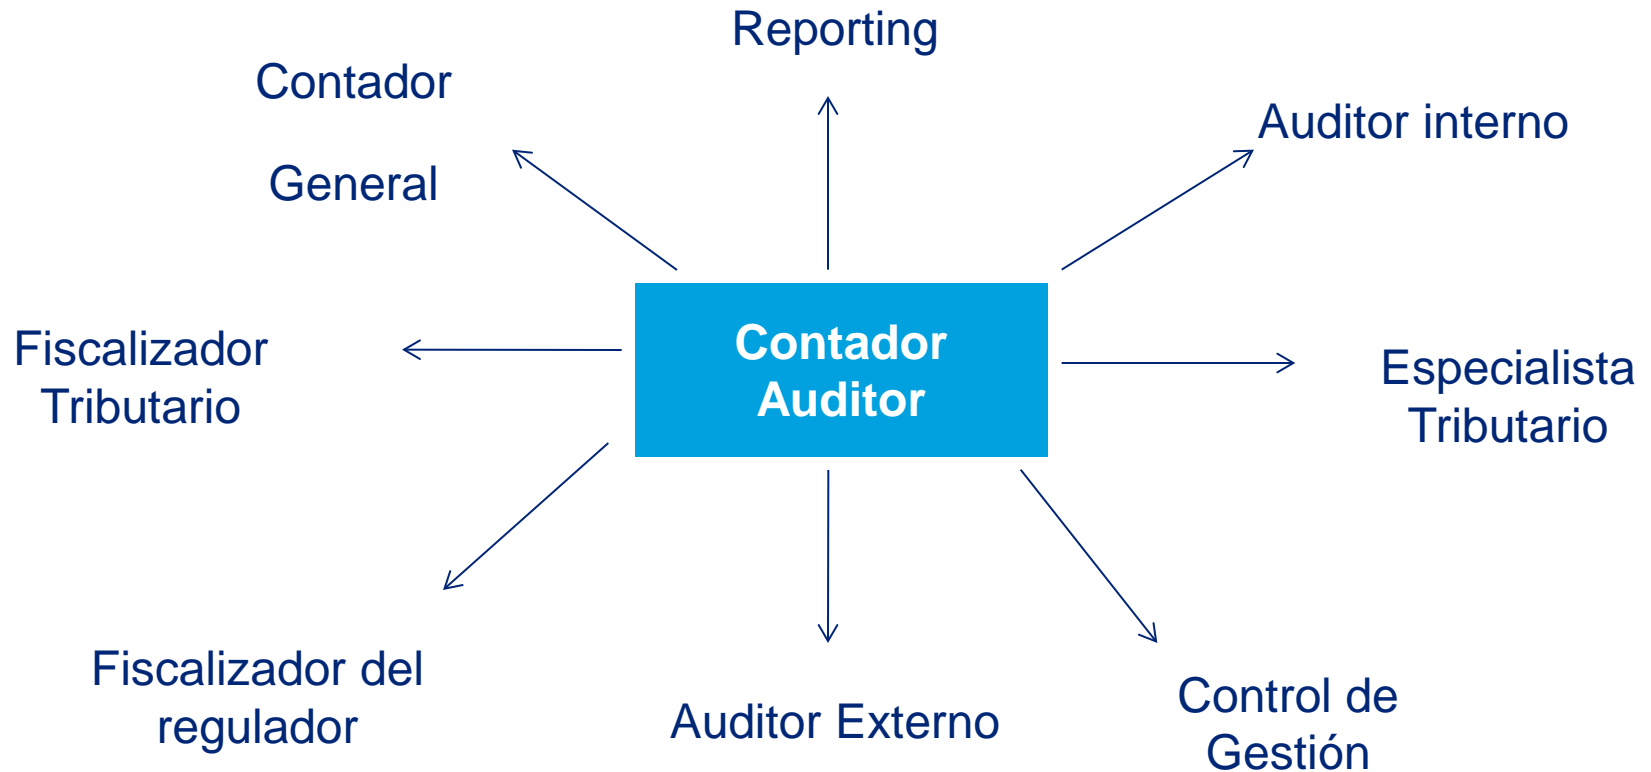 Reporting
Contador
General
Auditor interno
Fiscalizador
Tributario
Contador
Auditor
Especialista
Tributario
Fiscalizador del
regulador
Auditor Externo
Control de
Gestión